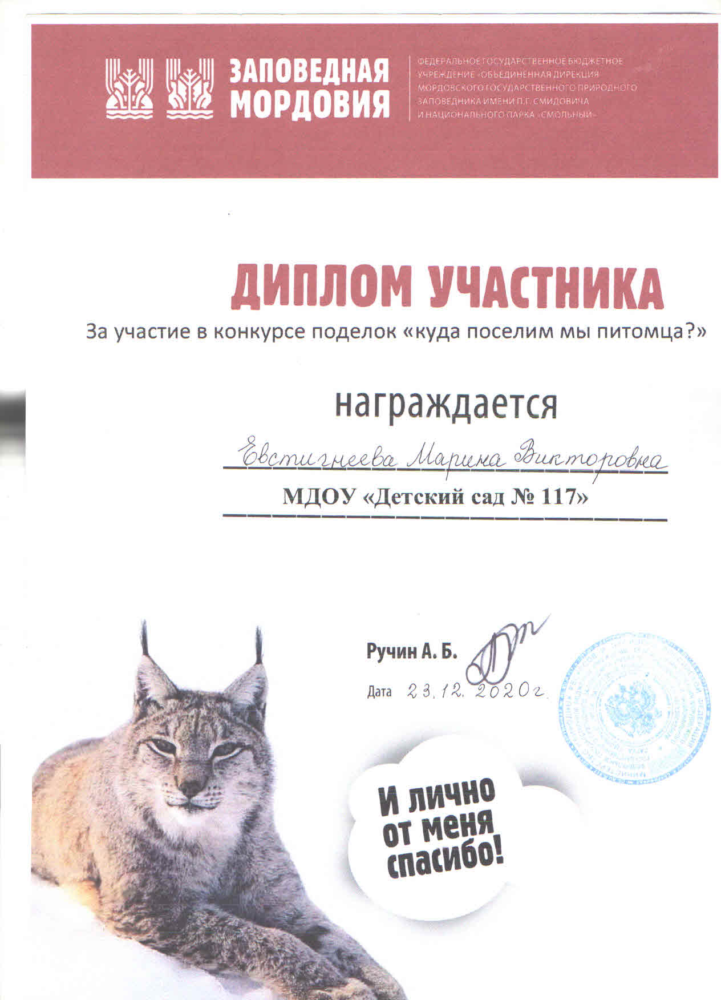 ЗАПОВЕДНАЯ
МОРДОВИЯ
ФЕДЕРАЛЬНОЕ ГОСУДАРСТВЕННОЕ БЮДЖЕТНОЕ
УЧРЕЖДЕНИЕ «ОБЪЕДИНЕННАЯ ДИРЕКЦИЯ
МОРДОВСКОГО ГОСУДАРСТВЕННОГО ПРИРОДНОГО
ЗАПОВЕДНИКА ИМЕНИ П.Г. СМИДОВИЧА
И НАЦИОНАЛЬНОГО ПАРКА «СМОЛЬНЫЙ»
ДИПЛОМ УЧАСТНИКА
За участие в конкурсе поделок «куда поселим мы питомца?»
награждается
Евстигнеева Марина Викторовна
МДОУ «Детский сад № 117»
Ручин А. Б.
Дата 23.12.2020г.
И лично
от меня
спасибо!